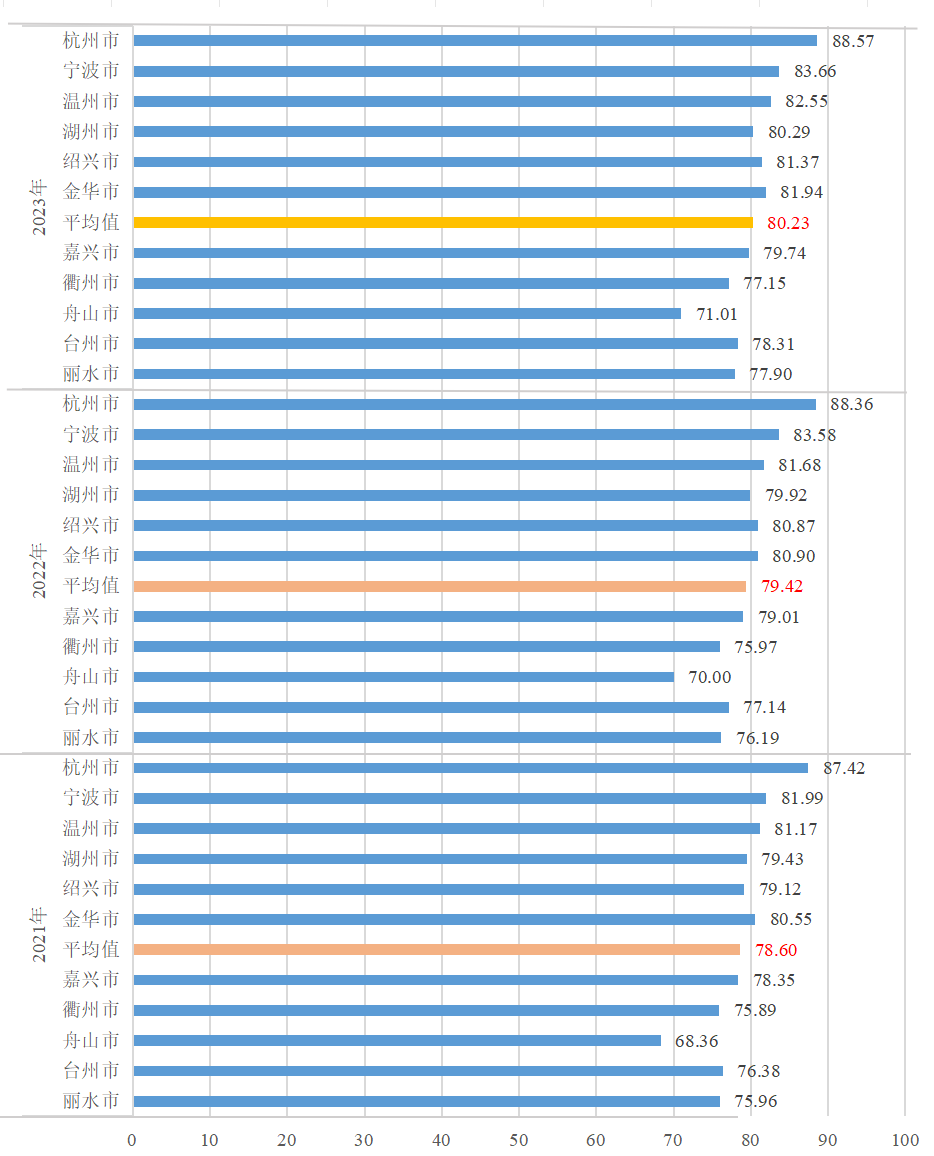 2023年
杭州市 88.57
宁波市 83.66
温州市 82.55
湖州市 80.29
绍兴市 81.37
金华市 81.94
平均值 80.23
嘉兴市 79.74
衢州市 77.15
舟山市 71.01
台州市 78.31
丽水市 77.90
2022年
杭州市 88.36
宁波市 83.58
温州市 81.68
湖州市 79.92
绍兴市 80.87
金华市 80.90
平均值 79.42
嘉兴市 79.01
衢州市 75.97
舟山市 70.00
台州市 77.14
丽水市 76.19
2021年
杭州市 87.42
宁波市 81.99
温州市 81.17
湖州市 79.43
绍兴市 79.12
金华市 80.55
平均值 78.60
嘉兴市 78.35
衢州市 75.89
舟山市 68.36
台州市 76.38
丽水市 75.96
0 10 20 30 40 50 60 70 80 90 100